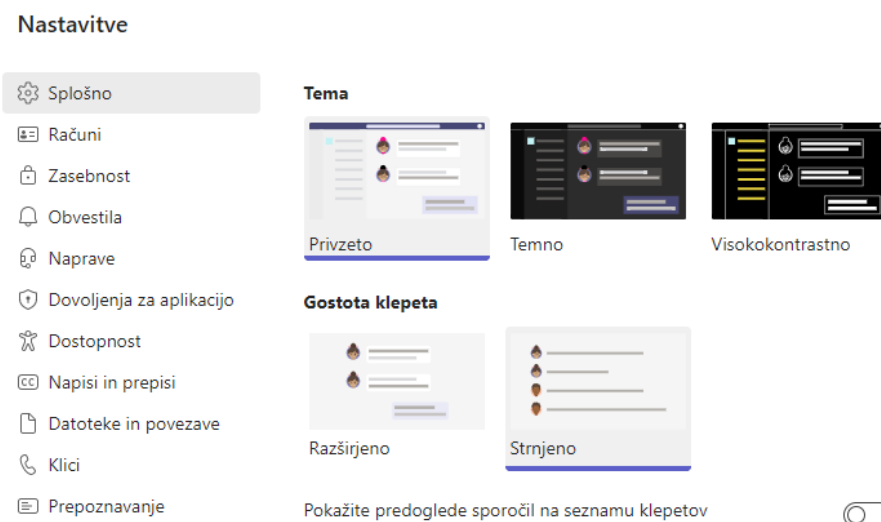 Nastavitve
Splošno
Računi
Zasebnost
Obvestila
Naprave
Dovoljenja za aplikacijo
Dostopnost
CC Napisi in prepisi
Datoteke in povezave
Klici
Prepoznavanje
Tema
Privzeto
Temno
Visokokontrastno
Gostota klepeta
Razširjeno
Strnjeno
Pokažite predoglede sporočil na seznamu klepetov